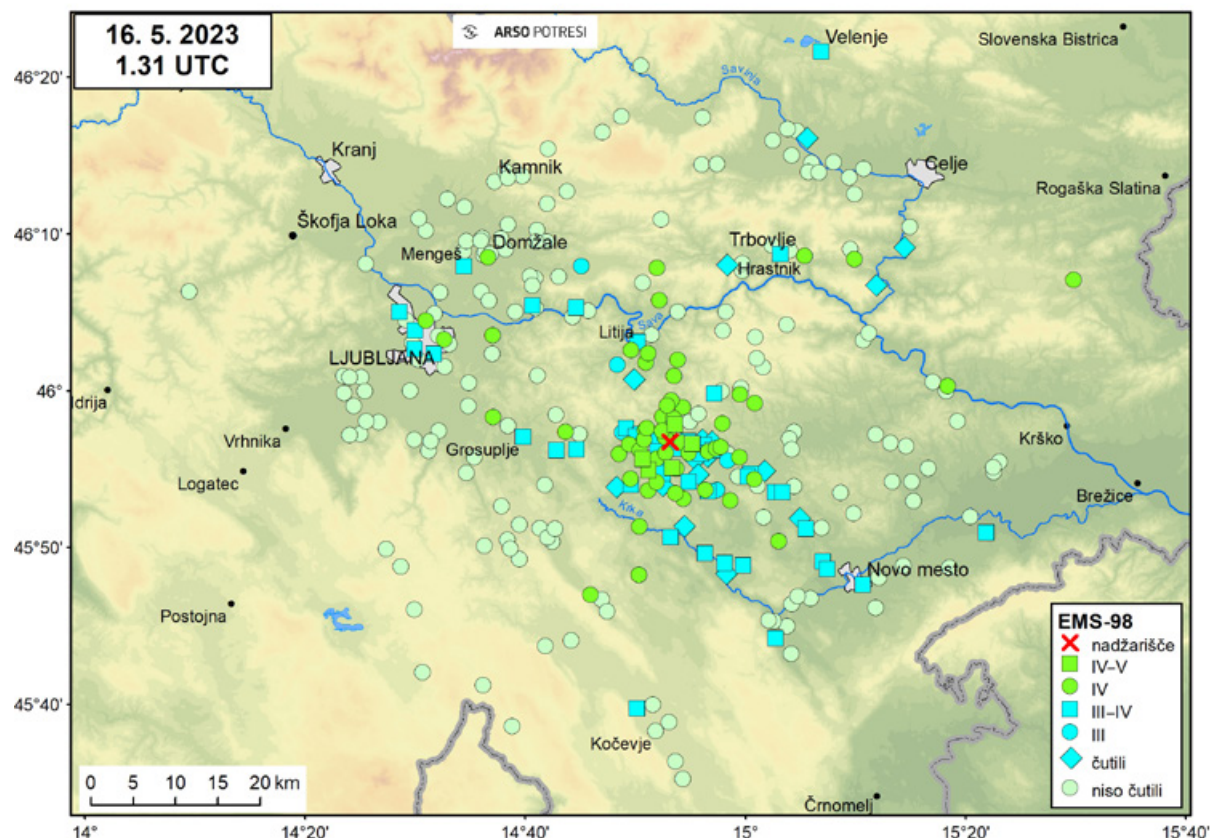 16. 5. 2023
1.31 UTC
ARSO POTRESI
Velenje
Slovenska Bistrica
46°20'
Savinja
Kranj
Kamnik
Celje
Rogaška Slatina
Škofja Loka
46°10'
Mengeš
Domžale
Trbovlje
Hrastnik
Litija
Sava
LJUBLJANA
46°
Idrija
Vrhnika
Grosuplje
Krško
Logatec
Brežice
Krka
45°50'
Novo mesto
Postojna
45°40'
Kočevje
Črnomelj
EMS-98
nadžarišče
IV–V
IV
III–IV
III
čutili
niso čutili
0 5 10 15 20 km
14° 14°20' 14°40' 15° 15°20' 15°40'